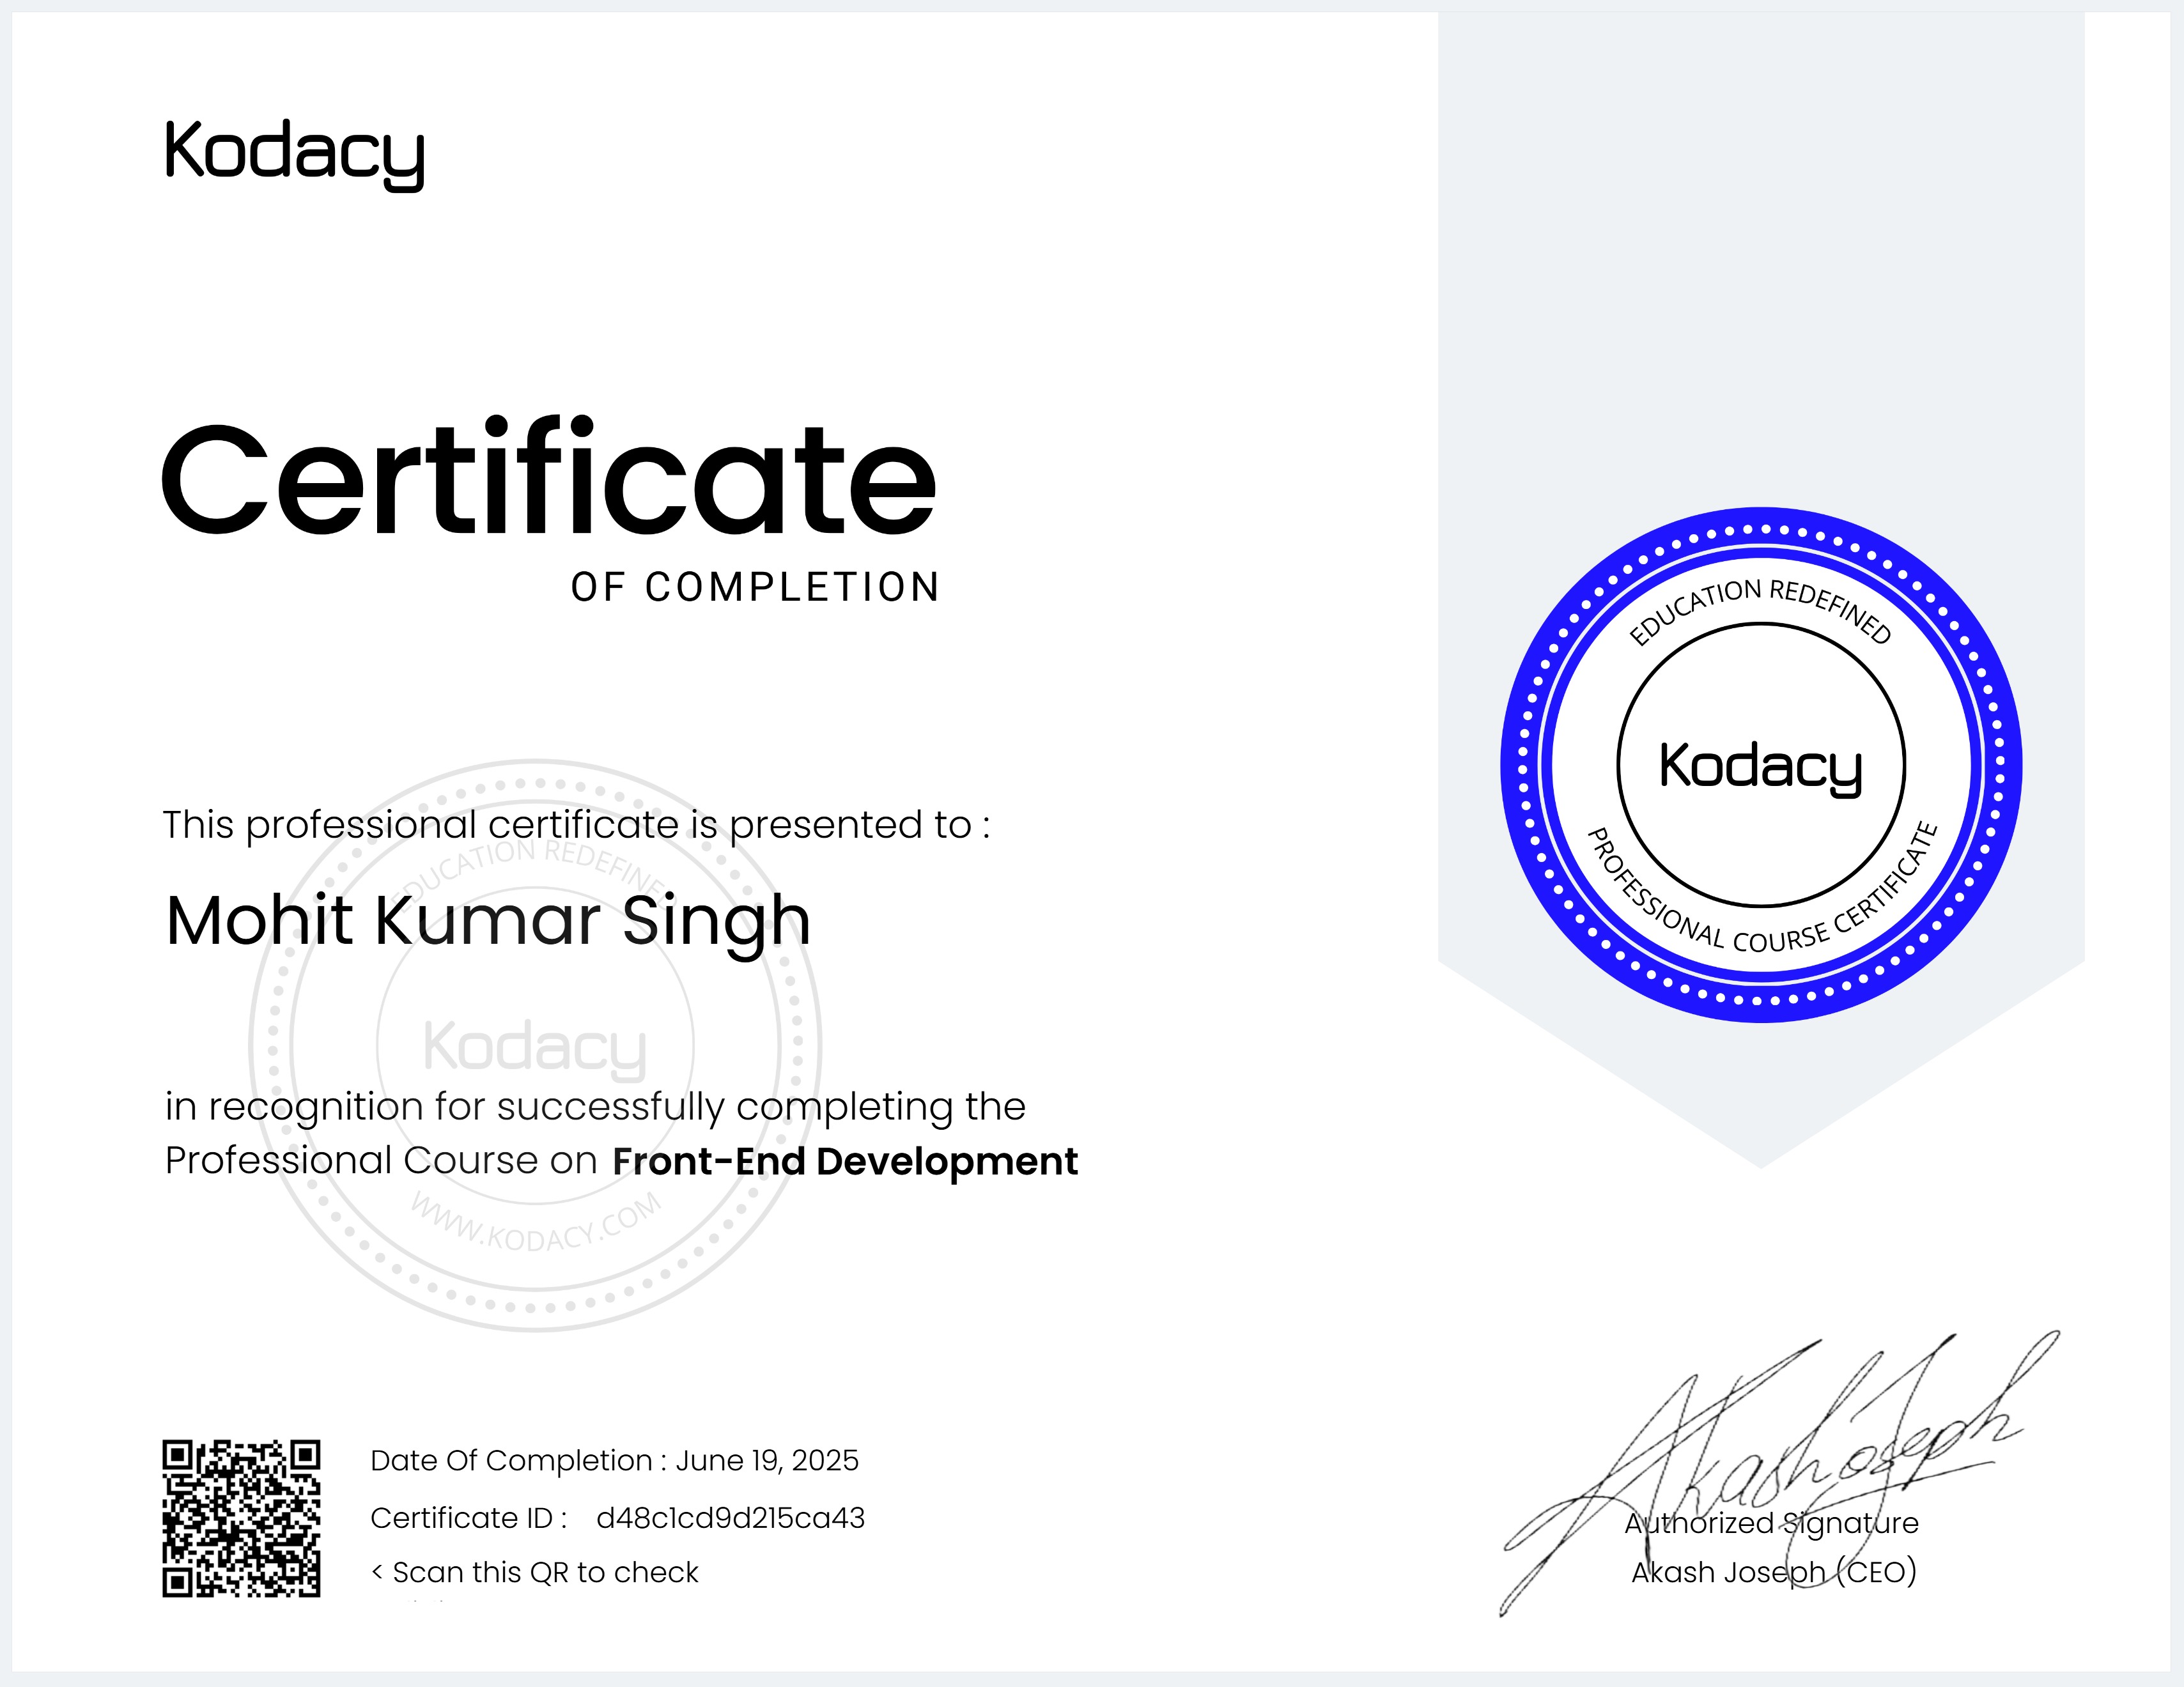 Kodacy
Certificate
OF COMPLETION
This professional certificate is presented to :
Mohit Kumar Singh
in recognition for successfully completing the
Professional Course on Front-End Development
EDUCATION REDEFINED
Kodacy
WWW.KODACY.COM
EDUCATION REDEFINED
Kodacy
PROFESSIONAL COURSE CERTIFICATE
Date Of Completion : June 19, 2025
Certificate ID : d48c1cd9d215ca43
< Scan this QR to check
Akash Joseph
Authorized Signature
Akash Joseph (CEO)